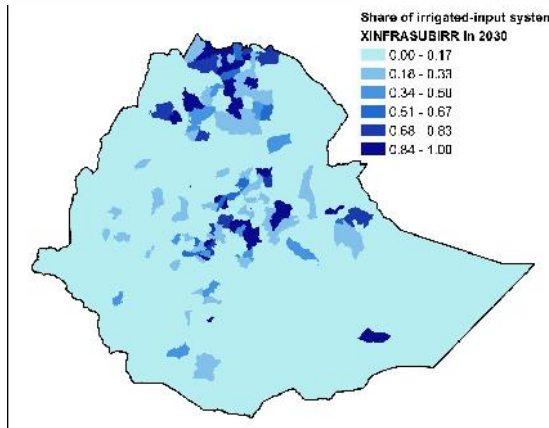 Share of irrigated-input system
XINFRASUBIRR In 2030
0.00 - 0.17
0.18 - 0.33
0.34 - 0.50
0.51 - 0.67
0.68 - 0.83
0.84 - 1.00